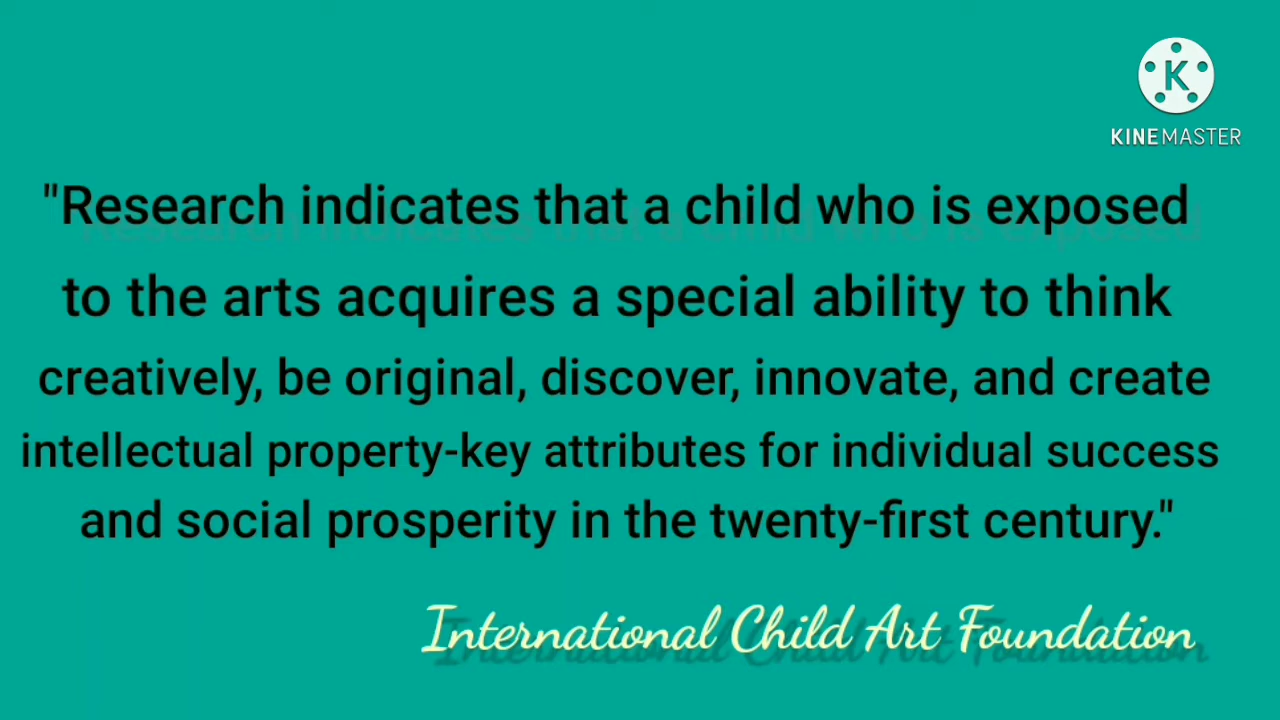 K
KINEMASTER
"Research indicates that a child who is exposed
to the arts acquires a special ability to think
creatively, be original, discover, innovate, and create
intellectual property-key attributes for individual success
and social prosperity in the twenty-first century."
International Child Art Foundation